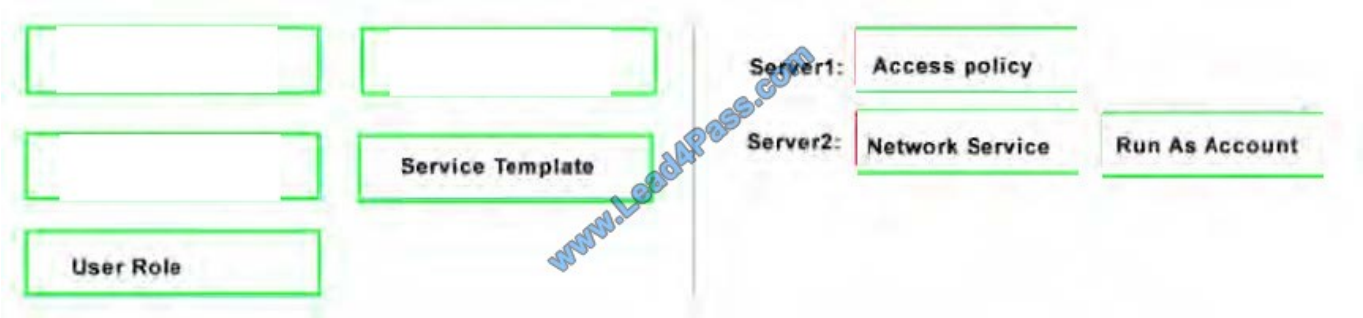 Server1: Access policy
Server2: Network Service Run As Account
Service Template
User Role
www.Lead4Pass.com